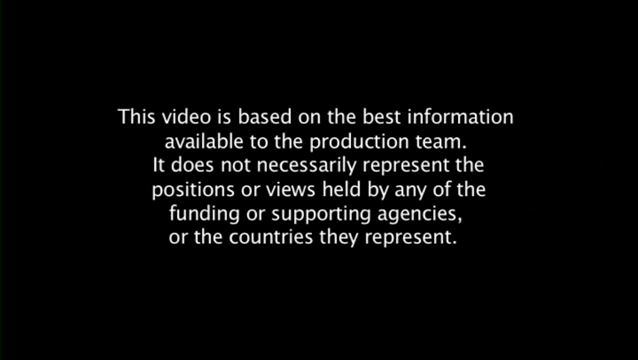 This video is based on the best information
available to the production team.
It does not necessarily represent the
positions or views held by any of the
funding or supporting agencies,
or the countries they represent.